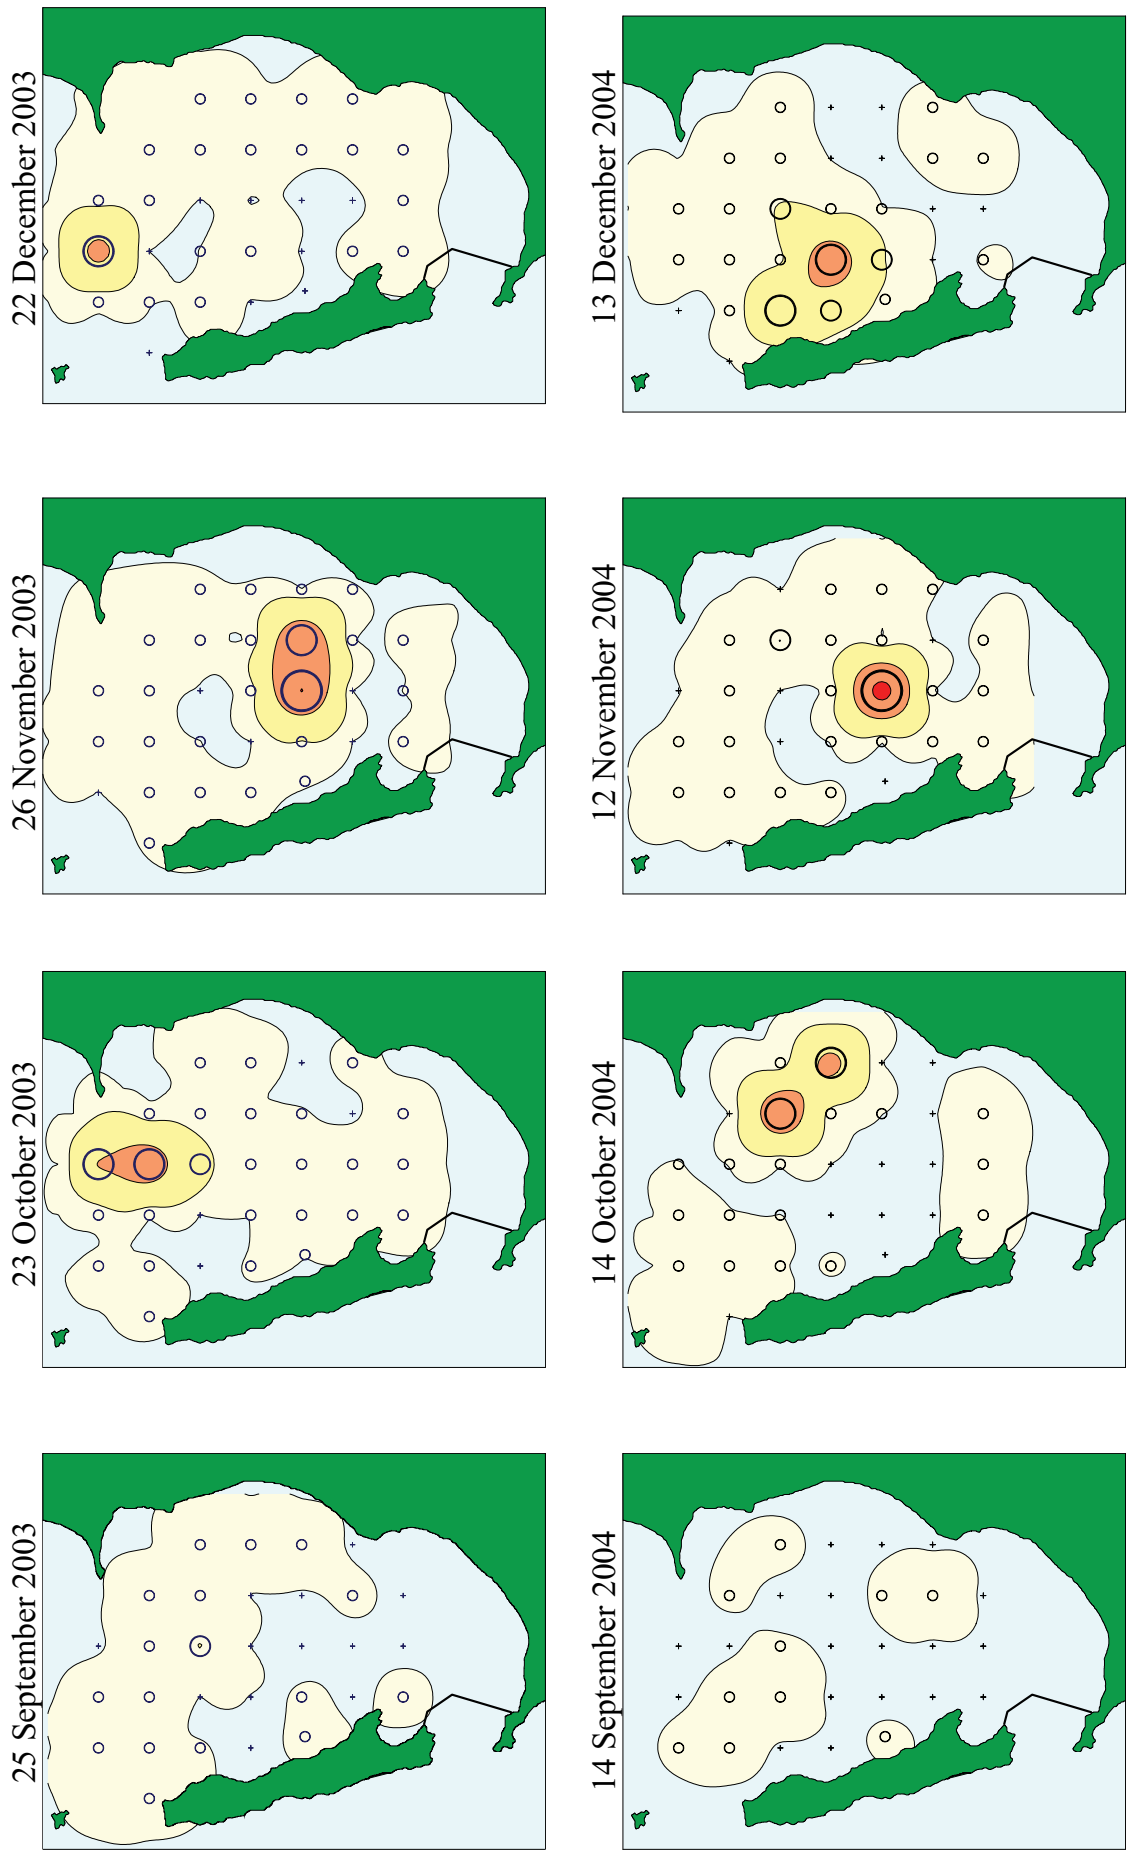 25 September 2003
23 October 2003
26 November 2003
22 December 2003
14 September 2004
14 October 2004
12 November 2004
13 December 2004